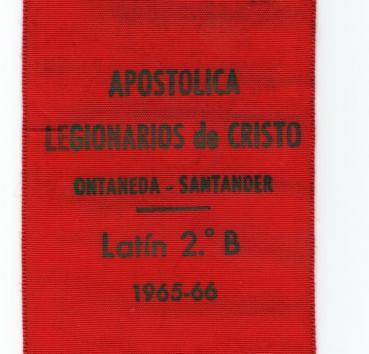 APOSTOLICA
LEGIONARIOS de CRISTO
ONTANEDA - SANTANDER
Latín 2.º B
1965-66